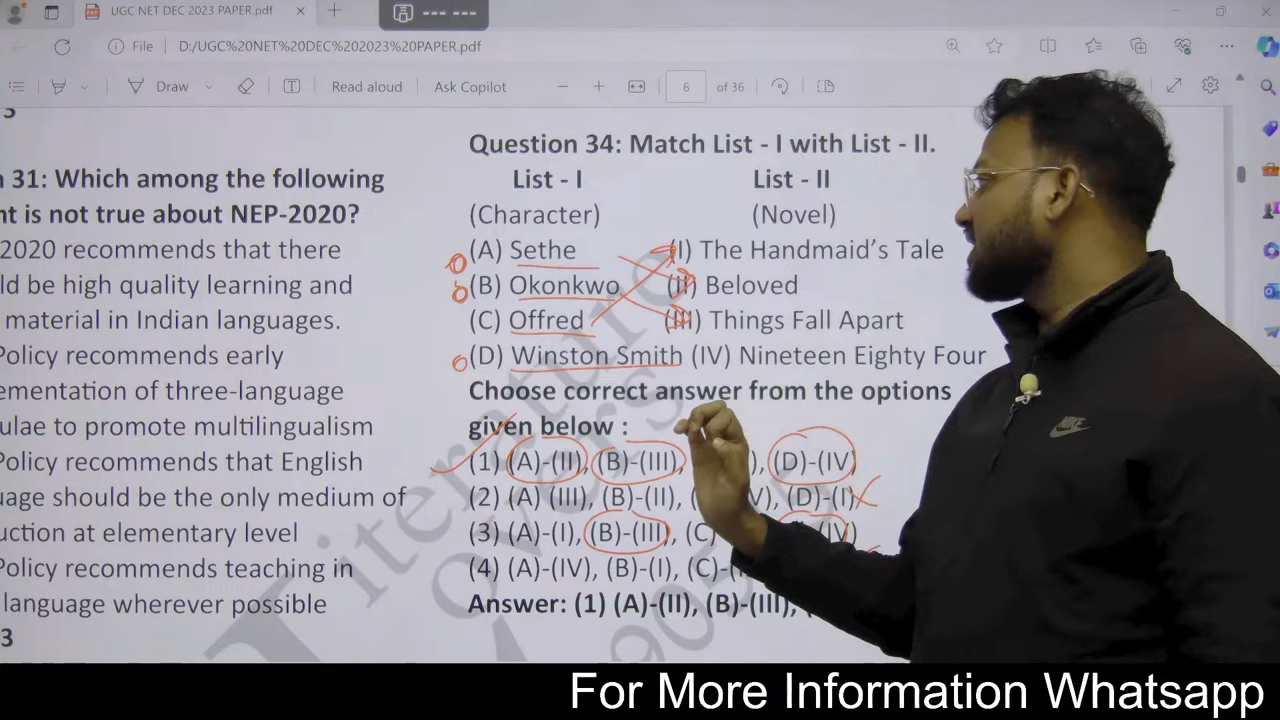 UGC NET DEC 2023 PAPER.pdf
File D:/UGC%20NET%20DEC%202023%20PAPER.pdf
Draw Read aloud Ask Copilot 6 of 36
3
n 31: Which among the following
nt is not true about NEP-2020?
2020 recommends that there
ld be high quality learning and
material in Indian languages.
Policy recommends early
ementation of three-language
ulae to promote multilingualism
Policy recommends that English
uage should be the only medium of
uction at elementary level
Policy recommends teaching in
language wherever possible
3
Question 34: Match List - I with List - II.
List - I List - II
(Character) (Novel)
(A) Sethe (I) The Handmaid's Tale
(B) Okonkwo (II) Beloved
(C) Offred (III) Things Fall Apart
(D) Winston Smith (IV) Nineteen Eighty Four
Choose correct answer from the options
given below :
(1) (A)-(II), (B)-(III), ), (D)-(IV)
(2) (A) (III), (B)-(II), ( V), (D)-(I)
(3) (A)-(I), (B)-(III), (C) IV)
(4) (A)-(IV), (B)-(I), (C)-(
Answer: (1) (A)-(II), (B)-(III),
Literature
Overs
905
NIKE
For More Information Whatsapp